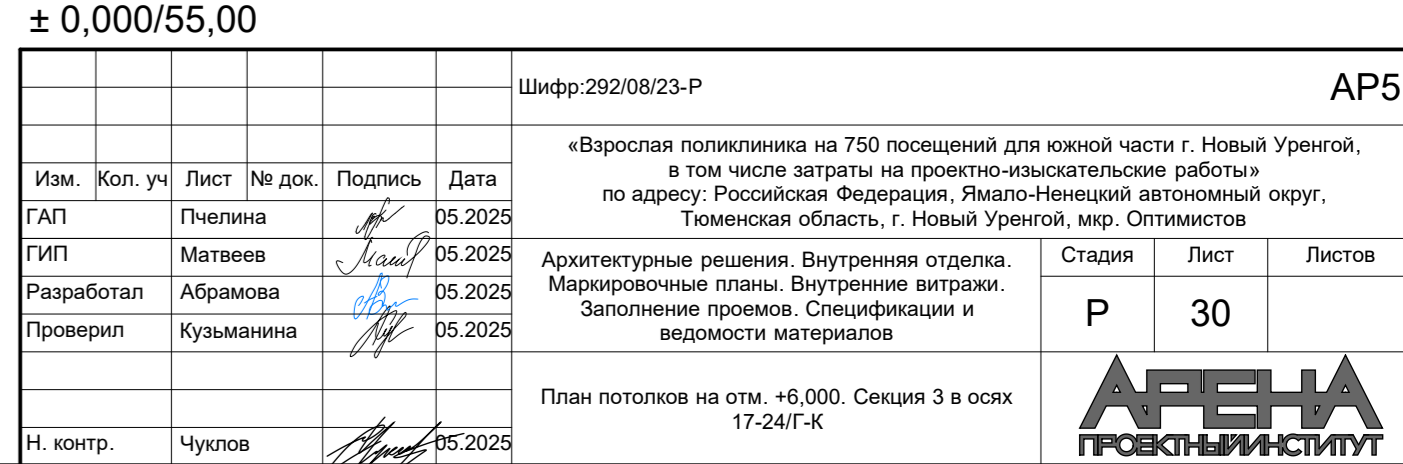 ± 0,000/55,00
Шифр:292/08/23-Р
АР5
«Взрослая поликлиника на 750 посещений для южной части г. Новый Уренгой,
в том числе затраты на проектно-изыскательские работы»
по адресу: Российская Федерация, Ямало-Ненецкий автономный округ,
Тюменская область, г. Новый Уренгой, мкр. Оптимистов
Изм. Кол. уч Лист № док. Подпись Дата
ГАП Пчелина 05.2025
ГИП Матвеев 05.2025
Разработал Абрамова 05.2025
Проверил Кузьманина 05.2025
Архитектурные решения. Внутренняя отделка.
Маркировочные планы. Внутренние витражи.
Заполнение проемов. Спецификации и
ведомости материалов
Стадия Лист Листов
Р 30
План потолков на отм. +6,000. Секция 3 в осях
17-24/Г-К
Н. контр. Чуклов 05.2025
АРЕНА
ПРОЕКТНЫЙИНСТИТУТ